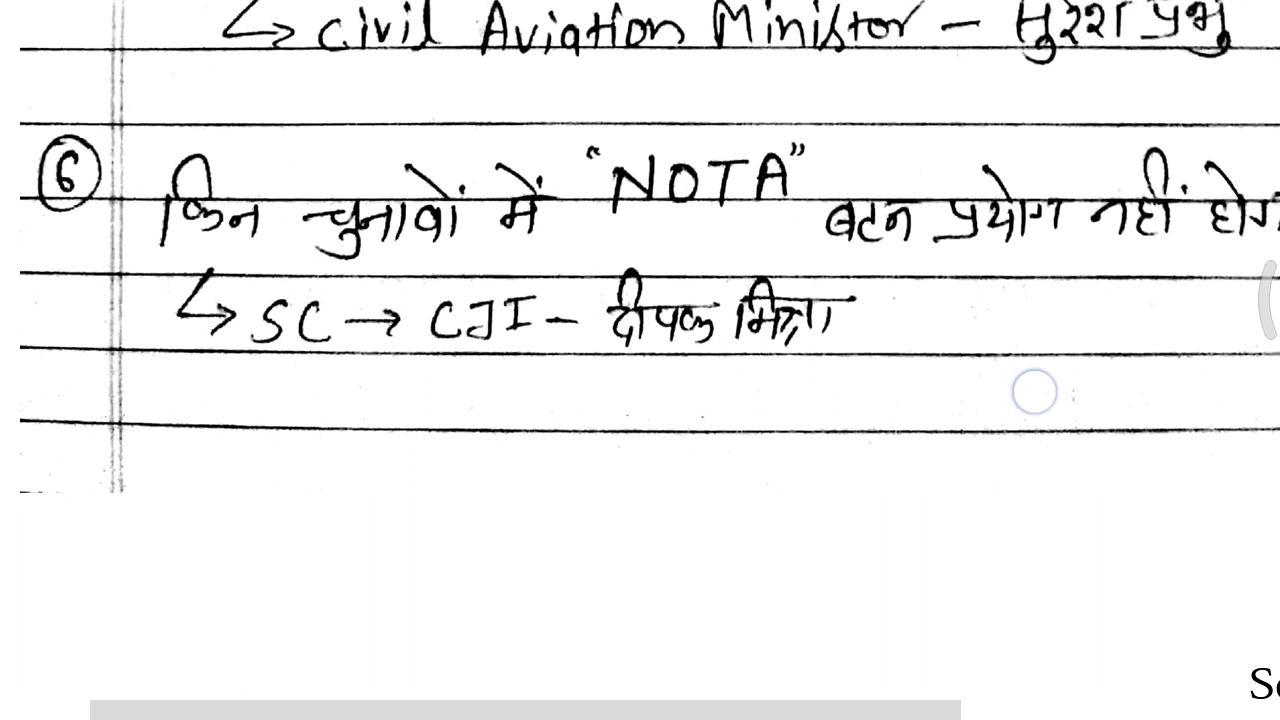 ↳ Civil Aviation Minister – सुरेश प्रभु
6 किन चुनावों में "NOTA" बटन प्रयोग नहीं होगा
↳ SC → CJI – दीपक मिश्रा